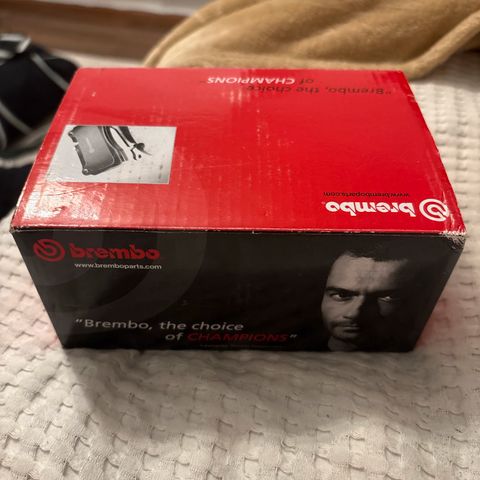 "Brembo, the choice
of CHAMPIONS"
www.bremboparts.com
brembo
brembo
www.bremboparts.com
"Brembo, the choice
of CHAMPIONS"